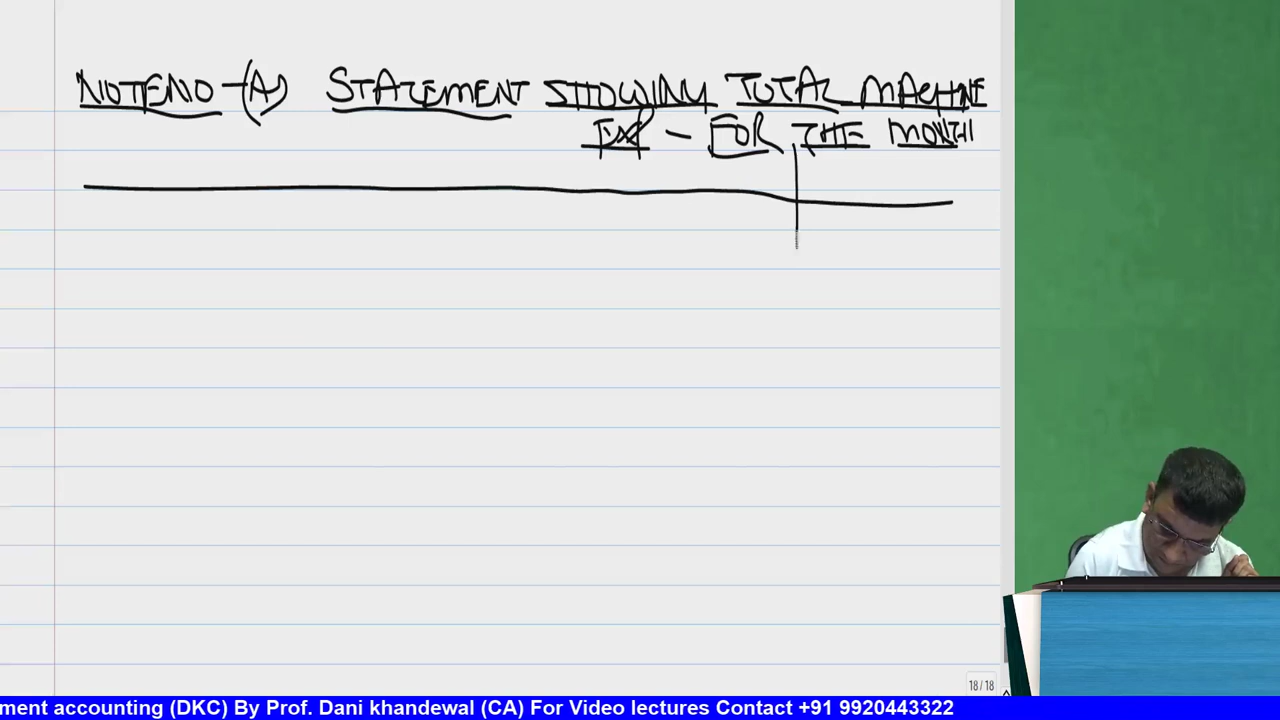 NOTE NO - (A) STATEMENT SHOWING TOTAL MACHINE
EXP - FOR THE MONTH
18/18
ment accounting (DKC) By Prof. Dani khandewal (CA) For Video lectures Contact +91 9920443322